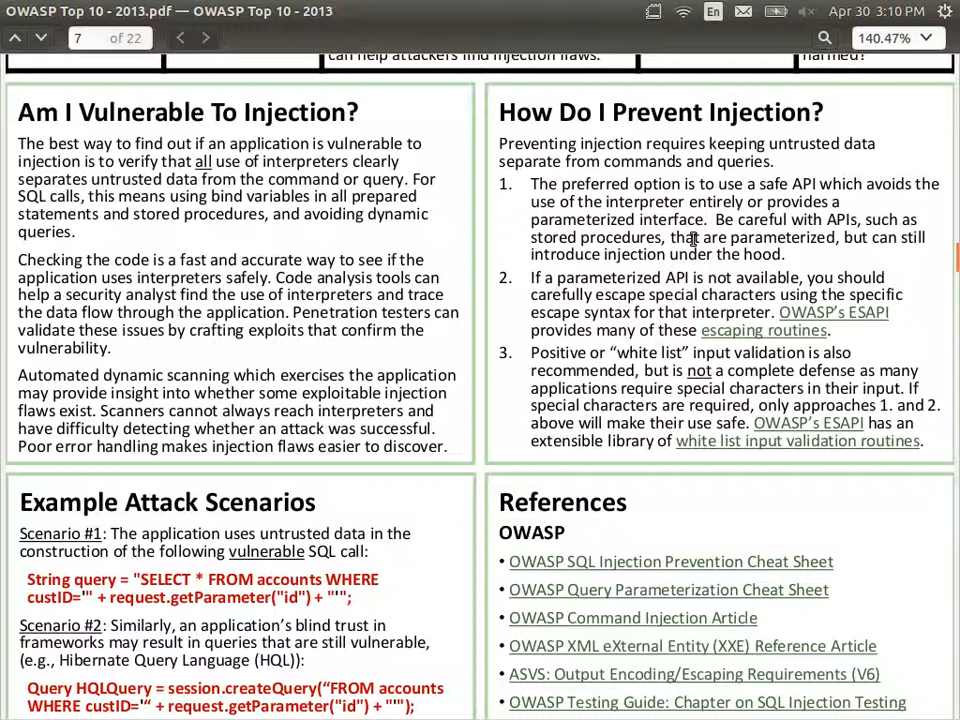 OWASP Top 10 - 2013.pdf — OWASP Top 10 - 2013
En
Apr 30 3:10 PM
7
of 22
140.47%
can help attackers find injection flaws.
harmed?
Am I Vulnerable To Injection?
The best way to find out if an application is vulnerable to
injection is to verify that all use of interpreters clearly
separates untrusted data from the command or query. For
SQL calls, this means using bind variables in all prepared
statements and stored procedures, and avoiding dynamic
queries.
Checking the code is a fast and accurate way to see if the
application uses interpreters safely. Code analysis tools can
help a security analyst find the use of interpreters and trace
the data flow through the application. Penetration testers can
validate these issues by crafting exploits that confirm the
vulnerability.
Automated dynamic scanning which exercises the application
may provide insight into whether some exploitable injection
flaws exist. Scanners cannot always reach interpreters and
have difficulty detecting whether an attack was successful.
Poor error handling makes injection flaws easier to discover.
How Do I Prevent Injection?
Preventing injection requires keeping untrusted data
separate from commands and queries.
1. The preferred option is to use a safe API which avoids the
use of the interpreter entirely or provides a
parameterized interface.  Be careful with APIs, such as
stored procedures, that are parameterized, but can still
introduce injection under the hood.
2. If a parameterized API is not available, you should
carefully escape special characters using the specific
escape syntax for that interpreter. OWASP’s ESAPI
provides many of these escaping routines.
3. Positive or “white list” input validation is also
recommended, but is not a complete defense as many
applications require special characters in their input. If
special characters are required, only approaches 1. and 2.
above will make their use safe. OWASP’s ESAPI has an
extensible library of white list input validation routines.
Example Attack Scenarios
Scenario #1: The application uses untrusted data in the
construction of the following vulnerable SQL call:
String query = "SELECT * FROM accounts WHERE
custID='" + request.getParameter("id") + "'";
Scenario #2: Similarly, an application’s blind trust in
frameworks may result in queries that are still vulnerable,
(e.g., Hibernate Query Language (HQL)):
Query HQLQuery = session.createQuery(“FROM accounts
WHERE custID='“ + request.getParameter("id") + "'");
References
OWASP
• OWASP SQL Injection Prevention Cheat Sheet
• OWASP Query Parameterization Cheat Sheet
• OWASP Command Injection Article
• OWASP XML eXternal Entity (XXE) Reference Article
• ASVS: Output Encoding/Escaping Requirements (V6)
• OWASP Testing Guide: Chapter on SQL Injection Testing